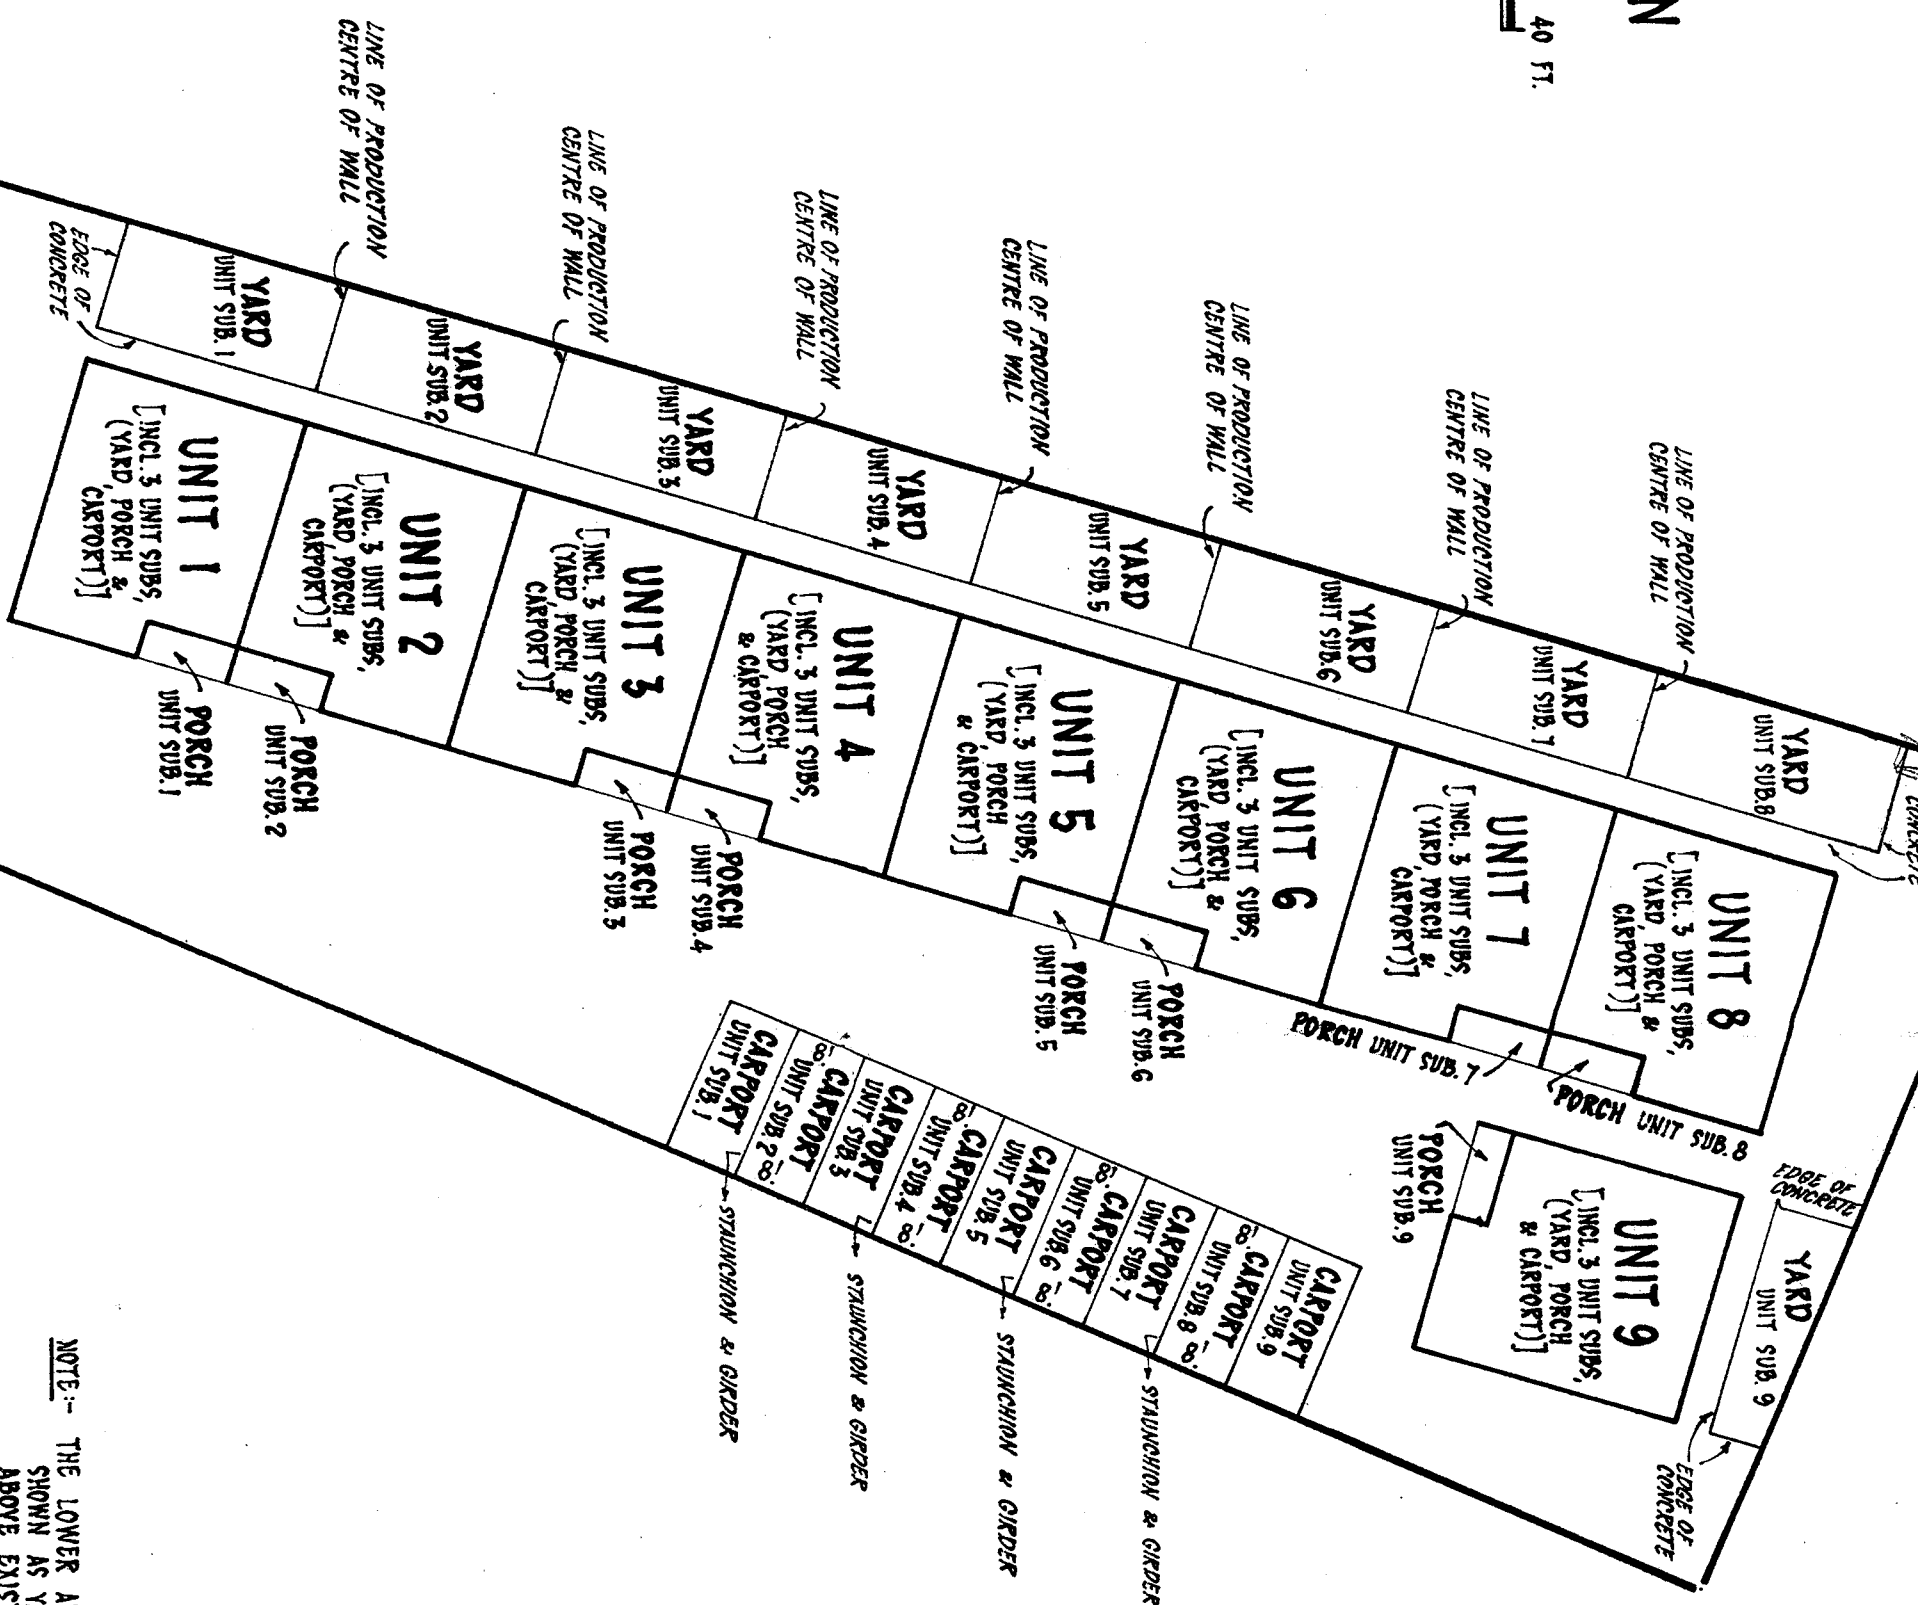 N
40 FT.
LINE OF PRODUCTION
CENTRE OF WALL
LINE OF PRODUCTION
CENTRE OF WALL
LINE OF PRODUCTION
CENTRE OF WALL
LINE OF PRODUCTION
CENTRE OF WALL
LINE OF PRODUCTION
CENTRE OF WALL
LINE OF PRODUCTION
CENTRE OF WALL
LINE OF PRODUCTION
CENTRE OF WALL
EDGE OF
CONCRETE
YARD
UNIT SUB.1
YARD
UNIT SUB.2
YARD
UNIT SUB.3
YARD
UNIT SUB.4
YARD
UNIT SUB.5
YARD
UNIT SUB.6
YARD
UNIT SUB.7
YARD
UNIT SUB.8
UNIT 1
[INCL. 3 UNIT SUBS,
(YARD, PORCH &
CARPORT)]
UNIT 2
[INCL. 3 UNIT SUBS,
(YARD, PORCH &
CARPORT)]
UNIT 3
[INCL. 3 UNIT SUBS,
(YARD, PORCH &
CARPORT)]
UNIT 4
[INCL. 3 UNIT SUBS,
(YARD, PORCH
& CARPORT)]
UNIT 5
[INCL. 3 UNIT SUBS,
(YARD, PORCH
& CARPORT)]
UNIT 6
[INCL. 3 UNIT SUBS,
(YARD, PORCH &
CARPORT)]
UNIT 7
[INCL. 3 UNIT SUBS,
(YARD, PORCH &
CARPORT)]
UNIT 8
[INCL. 3 UNIT SUBS,
(YARD, PORCH &
CARPORT)]
PORCH
UNIT SUB.1
PORCH
UNIT SUB.2
PORCH
UNIT SUB.3
PORCH
UNIT SUB.4
PORCH
UNIT SUB.5
PORCH
UNIT SUB.6
PORCH UNIT SUB. 7
PORCH UNIT SUB. 8
PORCH
UNIT SUB.9
UNIT 9
[INCL. 3 UNIT SUBS,
(YARD, PORCH
& CARPORT)]
EDGE OF
CONCRETE
YARD
UNIT SUB. 9
EDGE OF
CONCRETE
CARPORT
UNIT SUB.1
8'
CARPORT
UNIT SUB.2
8'
CARPORT
UNIT SUB.3
8'
CARPORT
UNIT SUB.4
8'
CARPORT
UNIT SUB.5
8'
CARPORT
UNIT SUB.6
8'
CARPORT
UNIT SUB.7
8'
CARPORT
UNIT SUB.8
8'
CARPORT
UNIT SUB.9
STAUNCHION & GIRDER
STAUNCHION & GIRDER
STAUNCHION & GIRDER
STAUNCHION & GIRDER
NOTE:- THE LOWER
SHOWN AS
ABOVE